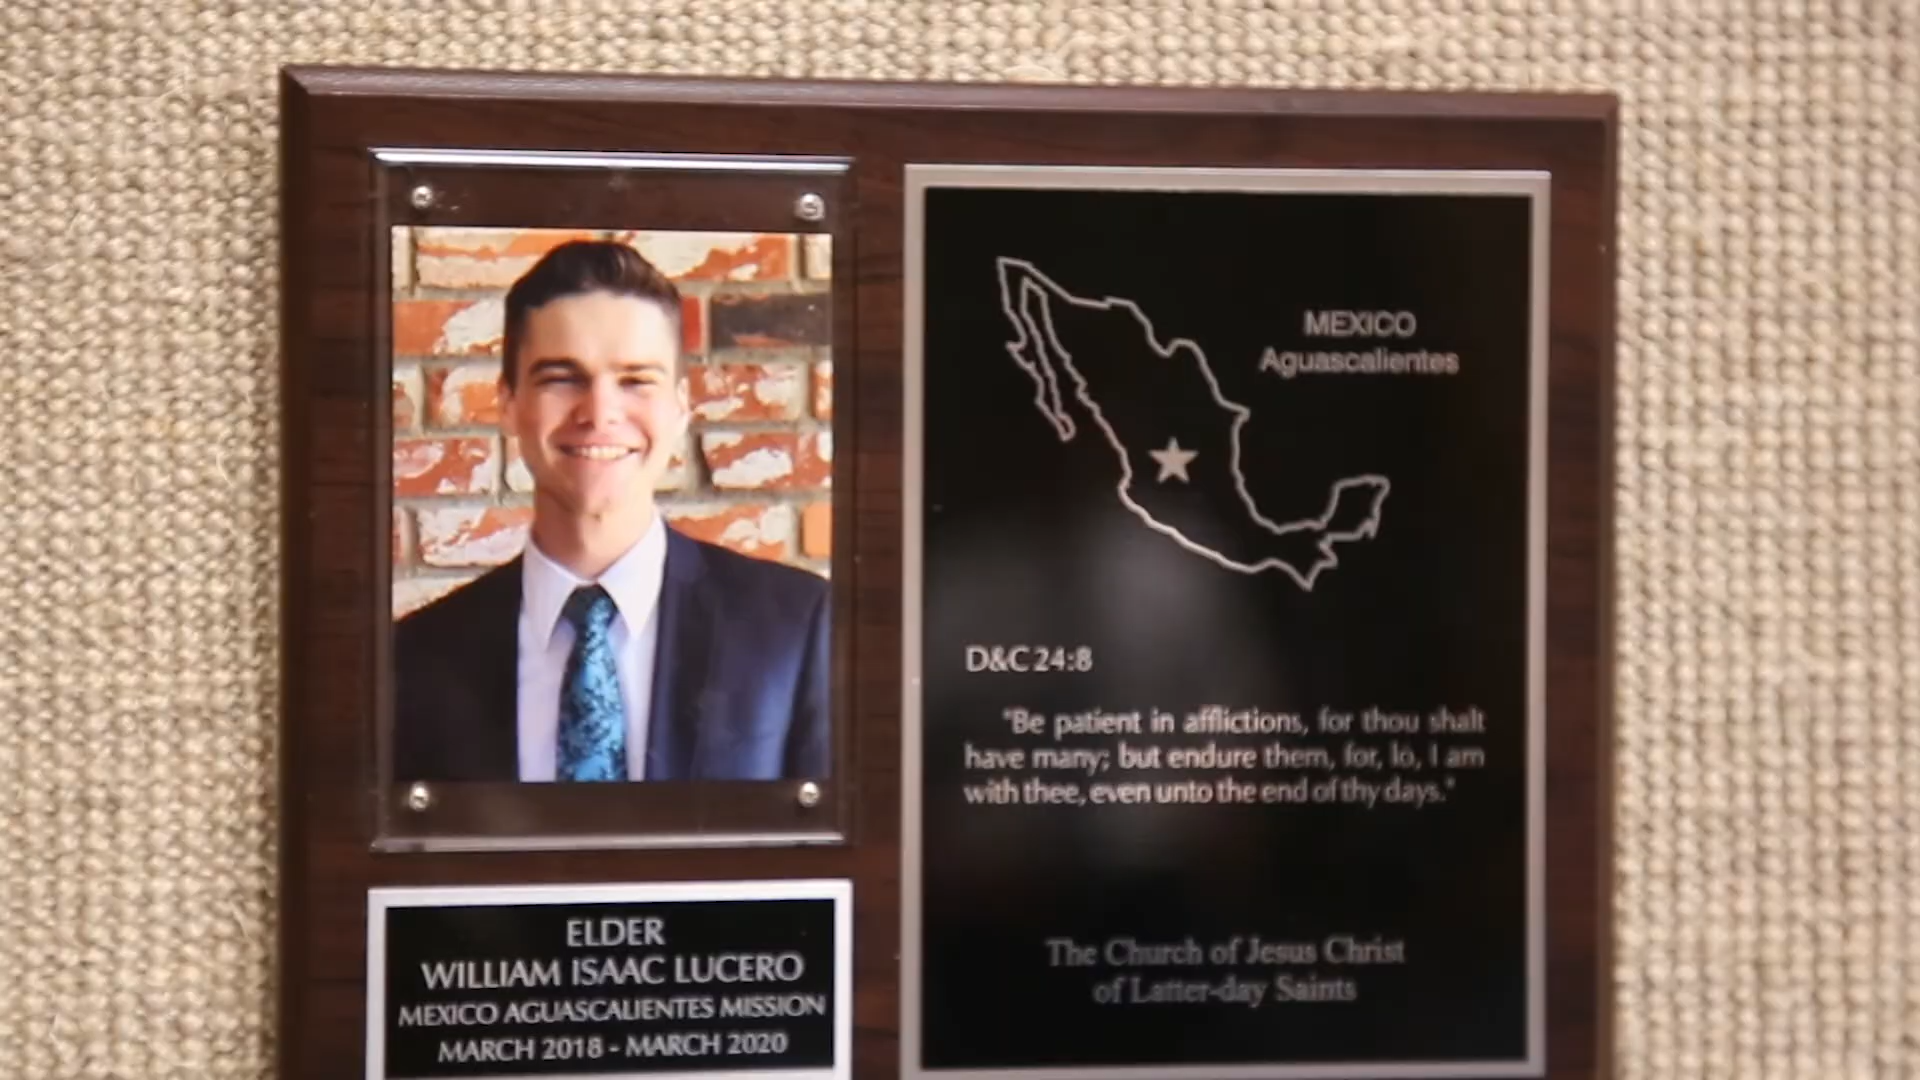 MEXICO
Aguascalientes
D&C 24:8
"Be patient in afflictions, for thou shalt
have many; but endure them, for, lo, I am
with thee, even unto the end of thy days."
The Church of Jesus Christ
of Latter-day Saints
ELDER
WILLIAM ISAAC LUCERO
MEXICO AGUASCALIENTES MISSION
MARCH 2018 - MARCH 2020